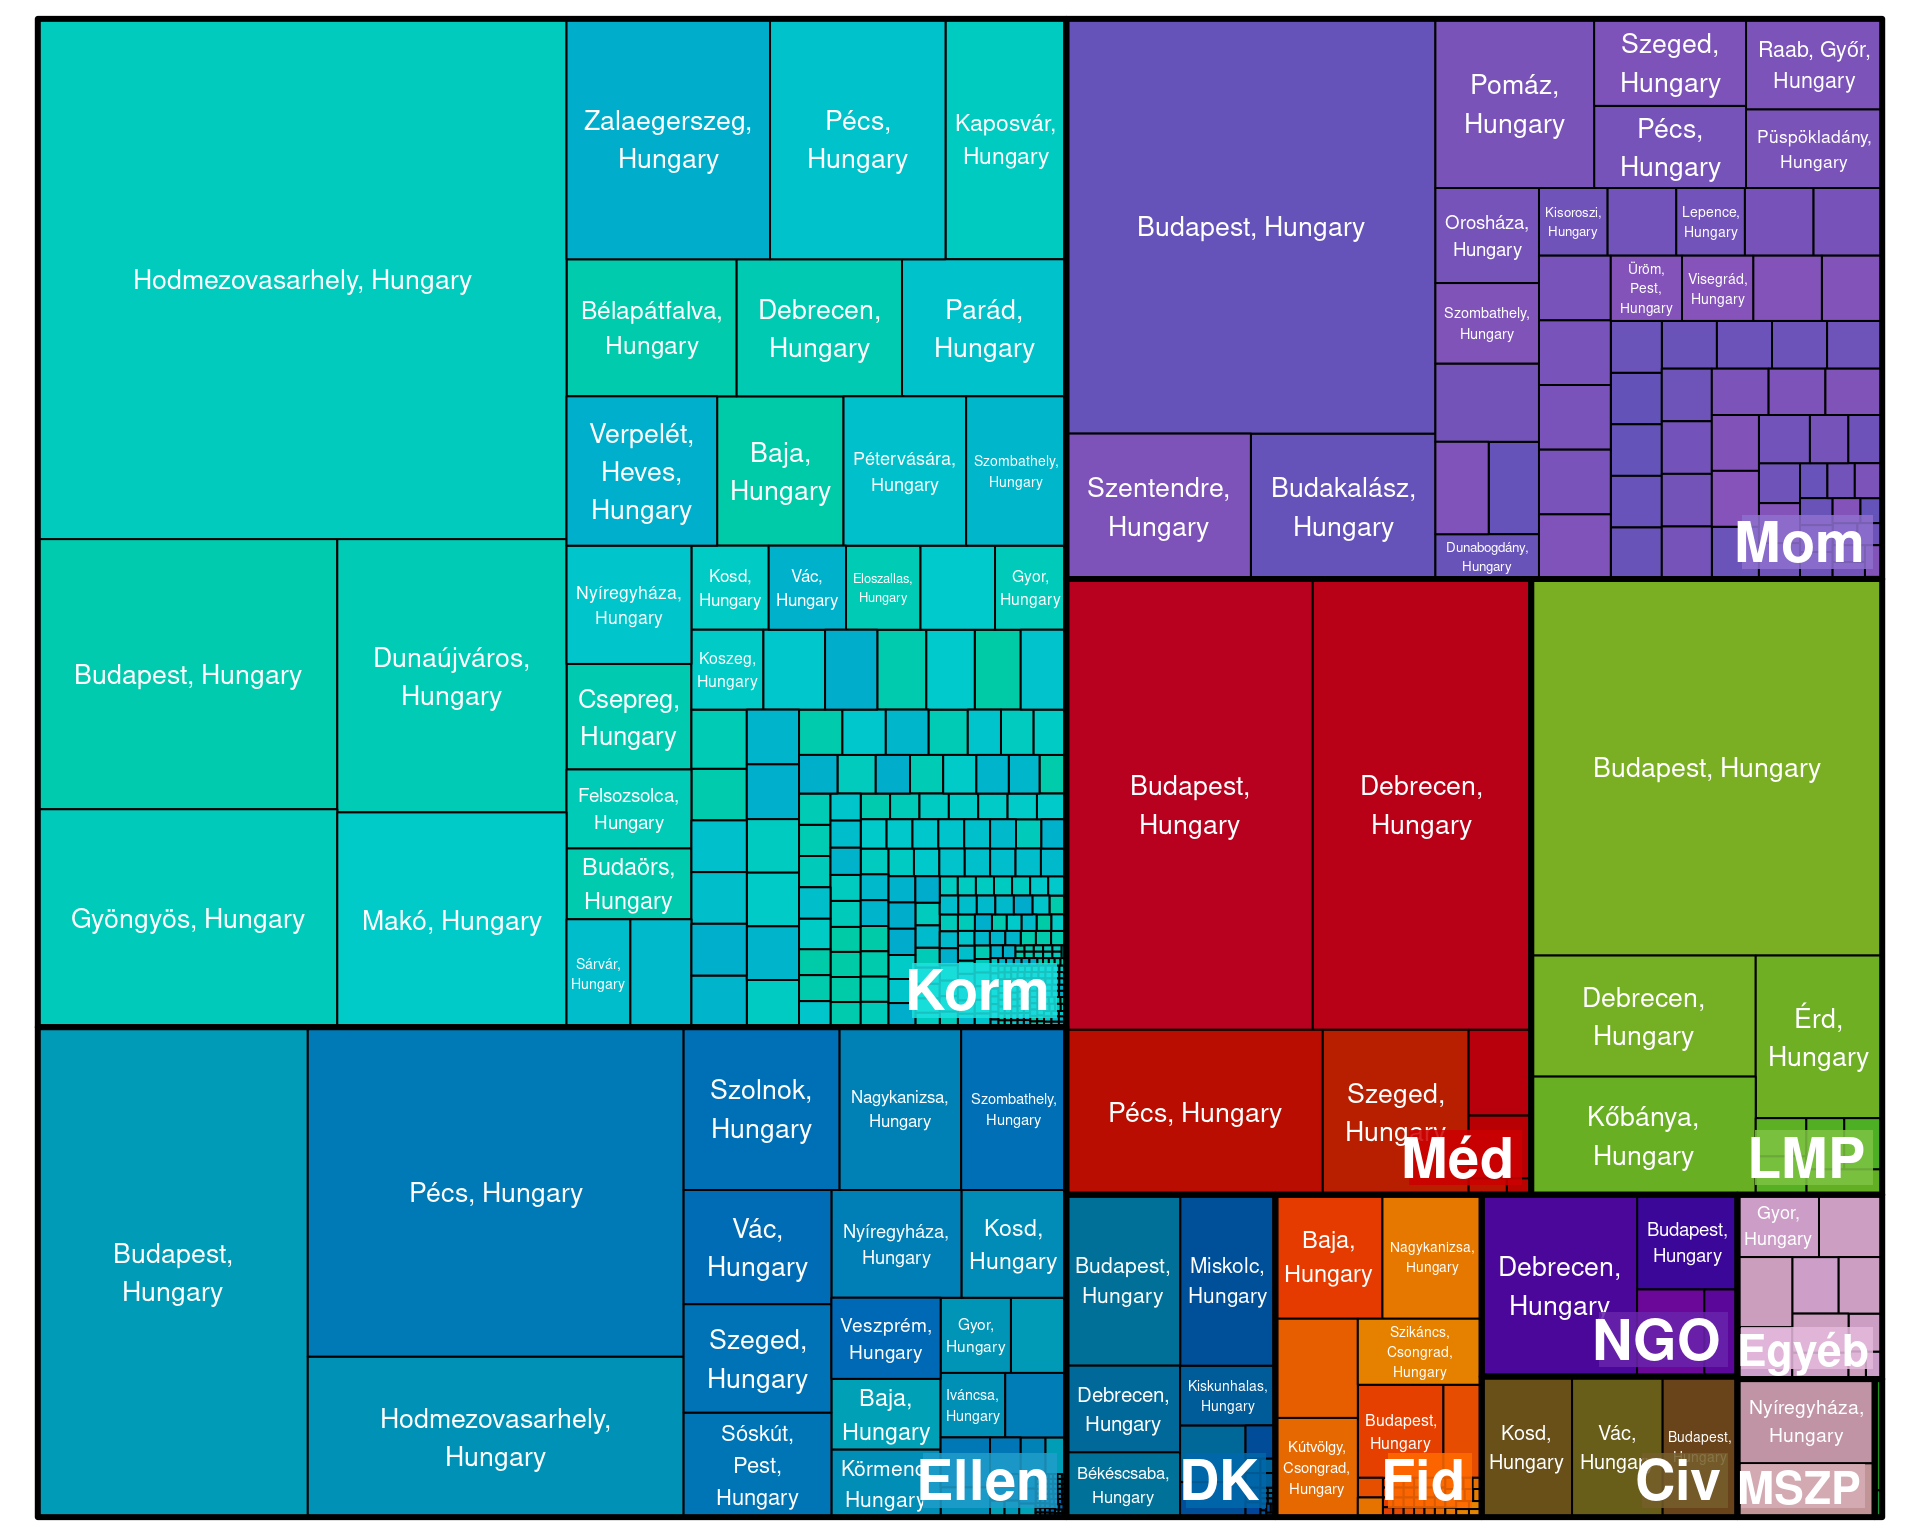 Hodmezovasarhely, Hungary
Zalaegerszeg,
Hungary
Pécs,
Hungary
Kaposvár,
Hungary
Bélapátfalva,
Hungary
Debrecen,
Hungary
Parád,
Hungary
Verpelét,
Heves,
Hungary
Baja,
Hungary
Pétervására,
Hungary
Szombathely,
Hungary
Budapest, Hungary
Dunaújváros,
Hungary
Gyöngyös, Hungary
Makó, Hungary
Nyíregyháza,
Hungary
Kosd,
Hungary
Vác,
Hungary
Eloszallas,
Hungary
Gyor,
Hungary
Koszeg,
Hungary
Csepreg,
Hungary
Felsozsolca,
Hungary
Budaörs,
Hungary
Sárvár,
Hungary
Korm
Budapest, Hungary
Pomáz,
Hungary
Szeged,
Hungary
Raab, Győr,
Hungary
Pécs,
Hungary
Püspökladány,
Hungary
Orosháza,
Hungary
Kisoroszi,
Hungary
Lepence,
Hungary
Üröm,
Pest,
Hungary
Visegrád,
Hungary
Szombathely,
Hungary
Szentendre,
Hungary
Budakalász,
Hungary
Dunabogdány,
Hungary
Mom
Budapest,
Hungary
Debrecen,
Hungary
Pécs, Hungary
Szeged,
Hungary
Méd
Budapest, Hungary
Debrecen,
Hungary
Érd,
Hungary
Kőbánya,
Hungary
LMP
Budapest,
Hungary
Pécs, Hungary
Hodmezovasarhely,
Hungary
Szolnok,
Hungary
Nagykanizsa,
Hungary
Szombathely,
Hungary
Vác,
Hungary
Nyíregyháza,
Hungary
Kosd,
Hungary
Szeged,
Hungary
Veszprém,
Hungary
Gyor,
Hungary
Baja,
Hungary
Iváncsa,
Hungary
Sóskút,
Pest,
Hungary
Körmend,
Hungary
Ellen
Budapest,
Hungary
Miskolc,
Hungary
Debrecen,
Hungary
Kiskunhalas,
Hungary
Békéscsaba,
Hungary
DK
Baja,
Hungary
Nagykanizsa,
Hungary
Szikáncs,
Csongrad,
Hungary
Budapest,
Hungary
Kútvölgy,
Csongrad,
Hungary
Fid
Debrecen,
Hungary
Budapest,
Hungary
NGO
Gyor,
Hungary
Egyéb
Kosd,
Hungary
Vác,
Hungary
Budapest,
Hungary
Civ
Nyíregyháza,
Hungary
MSZP